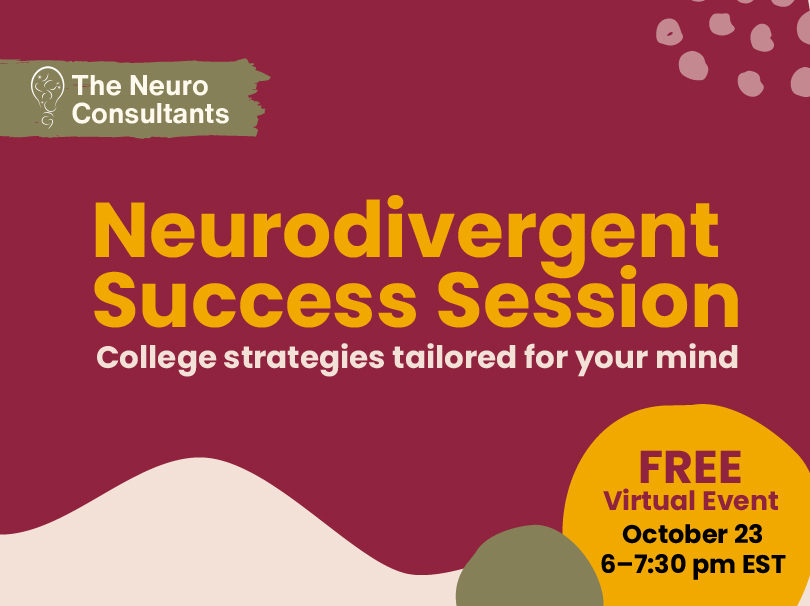 The Neuro
Consultants
Neurodivergent
Success Session
College strategies tailored for your mind
FREE
Virtual Event
October 23
6–7:30 pm EST